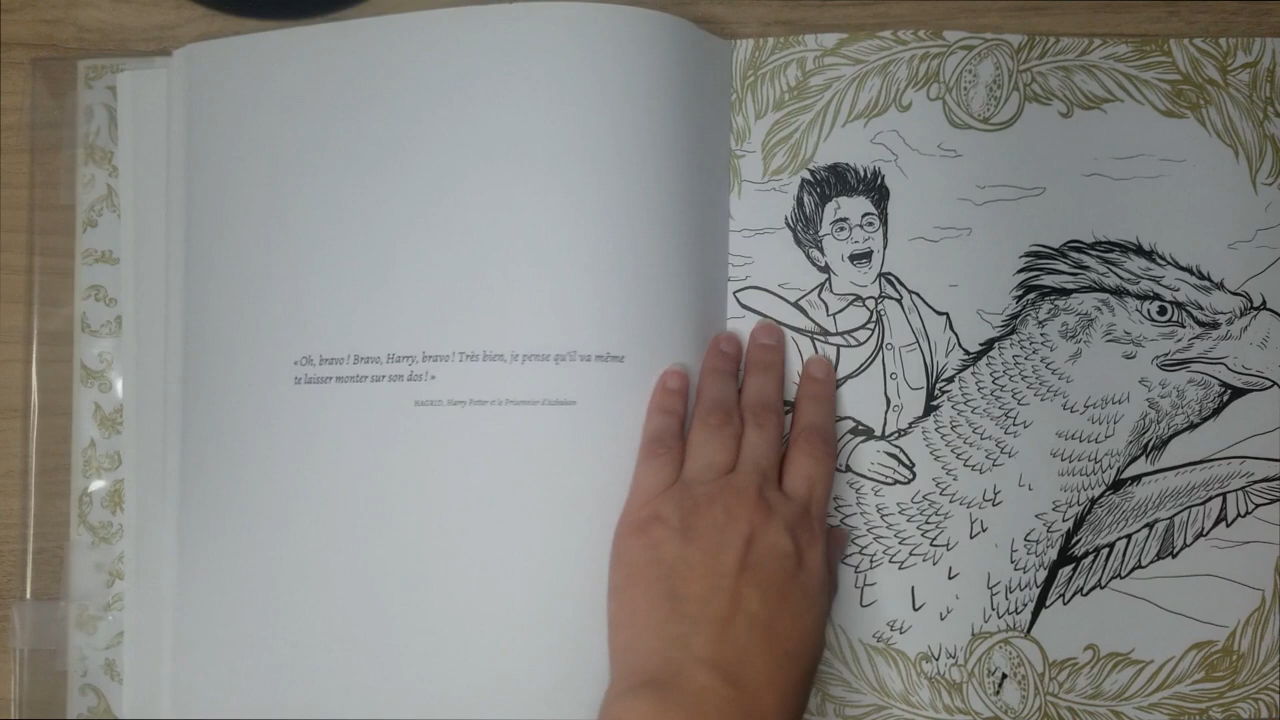 « Oh, bravo ! Bravo, Harry, bravo ! Très bien, je pense qu'il va même
te laisser monter sur son dos ! »
HAGRID, Harry Potter et le Prisonnier d'Azkaban